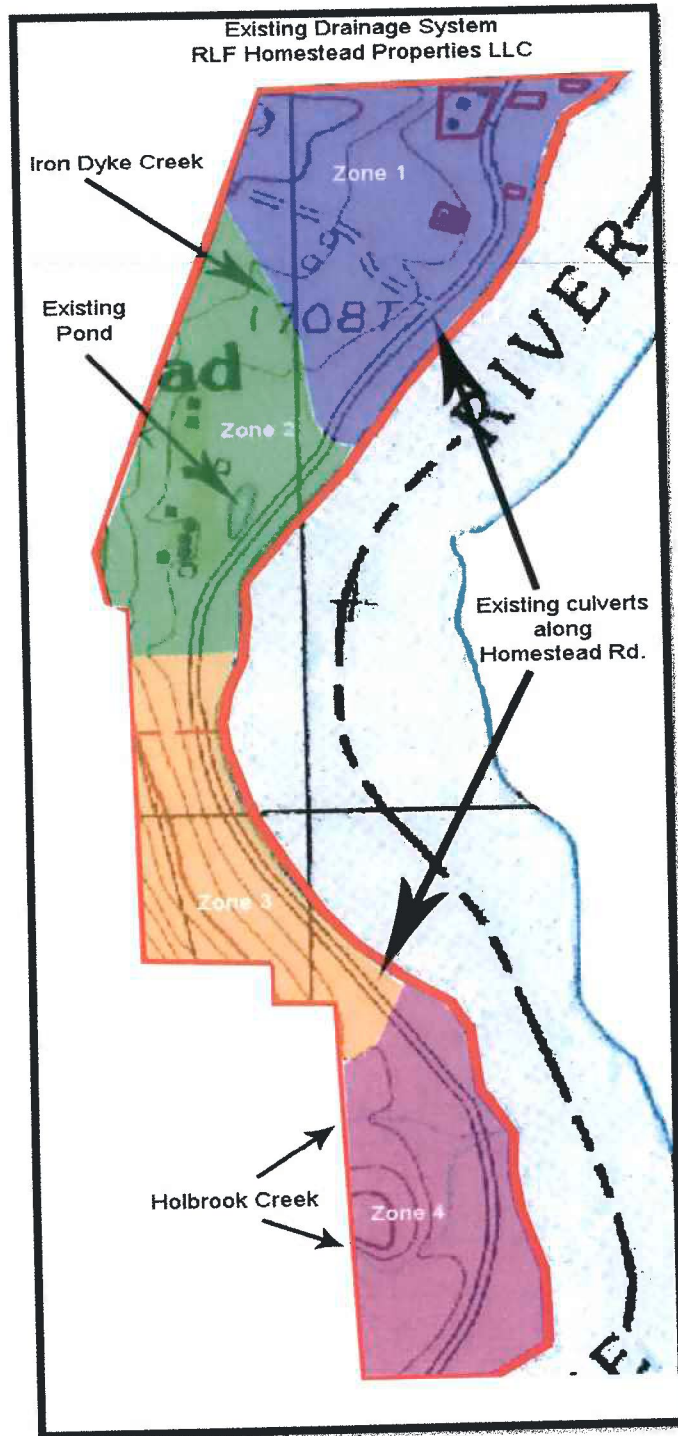 Existing Drainage System
RLF Homestead Properties LLC
Iron Dyke Creek
Zone 1
Existing
Pond
1708T
RIVER
ad
Zone 2
Existing culverts
along
Homestead Rd.
Zone 3
Holbrook Creek
Zone 4